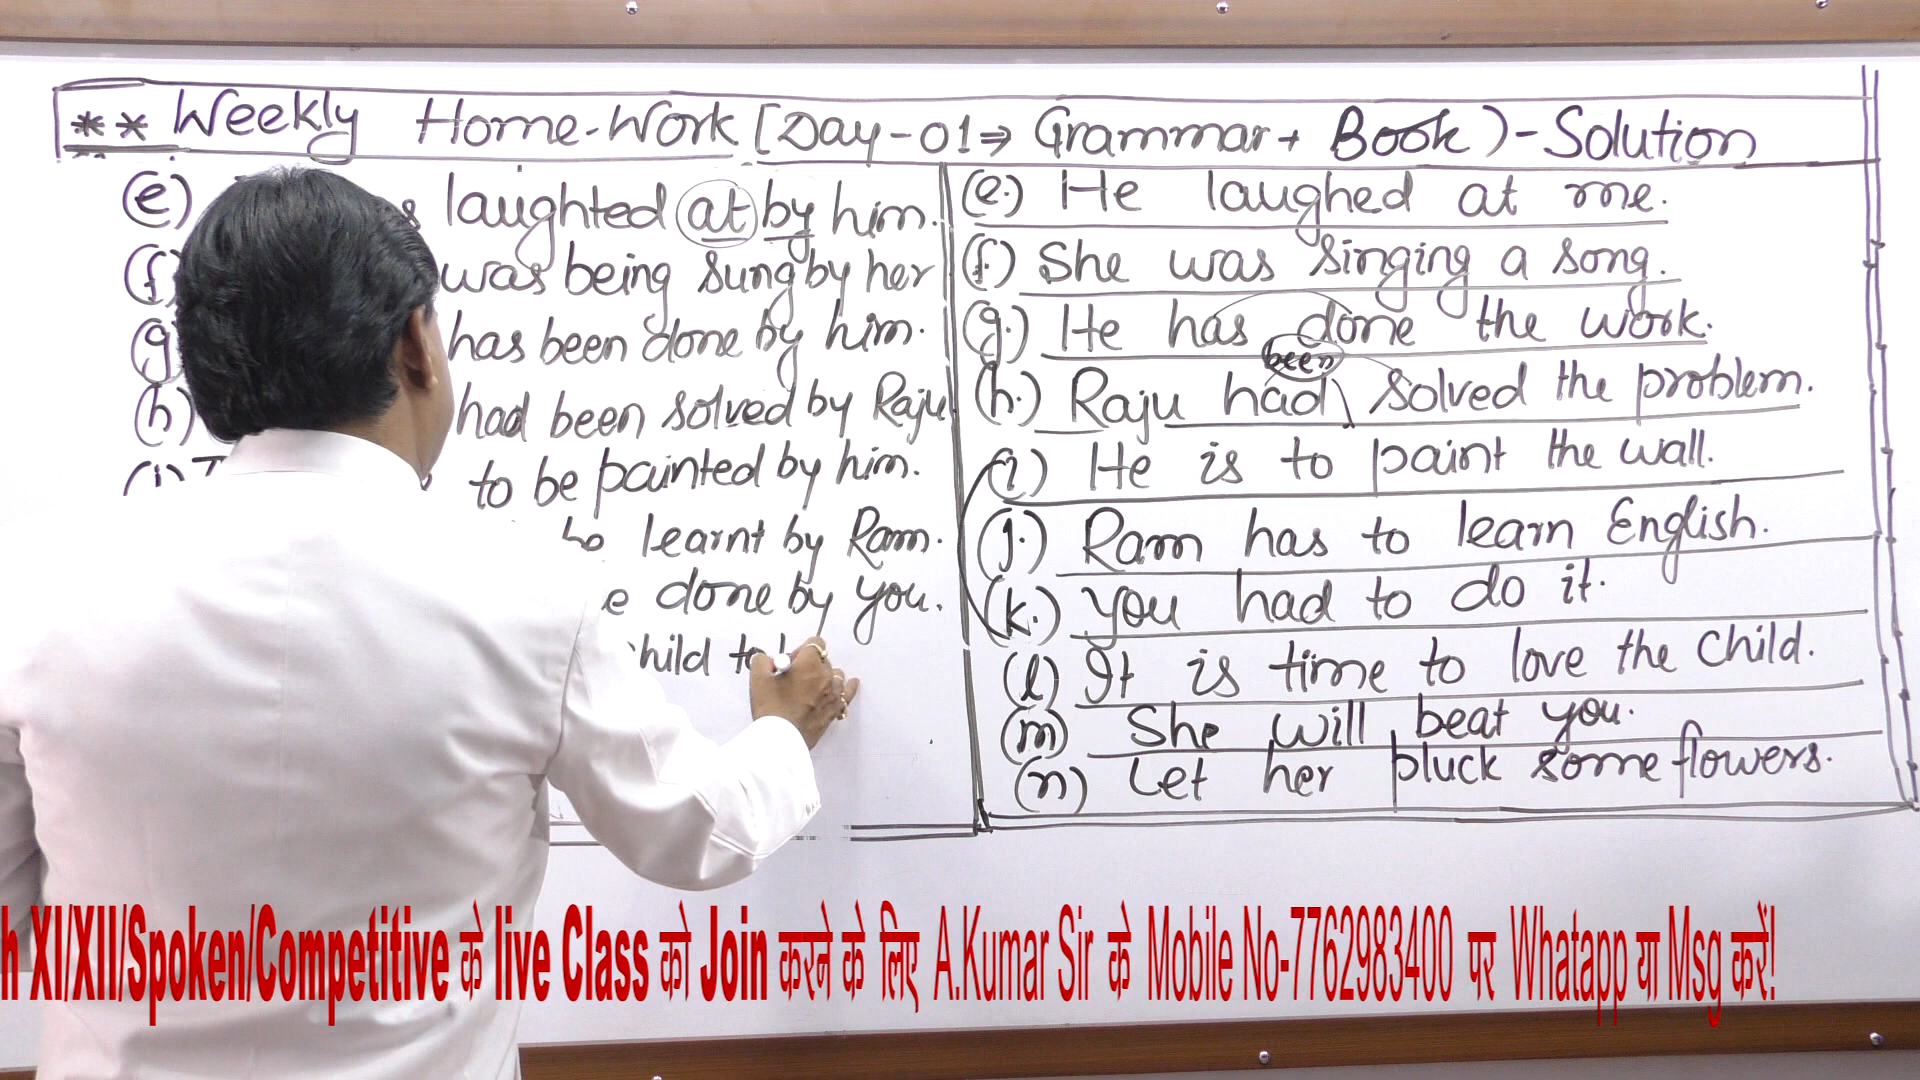 ** Weekly Home-Work [Day-01⇒ Grammar + Book)-Solution
(e) laughted at by him.
(f) was being sung by her
(g) has been done by him.
(h) had been solved by Raju
(i) to be painted by him.
learnt by Ram.
done by you.
to
(e.) He laughed at me.
(f.) She was singing a song.
(g.) He has done the work.
been
(h.) Raju had solved the problem.
(i) He is to paint the wall.
(j.) Ram has to learn English.
(k.) You had to do it.
(l) It is time to love the child.
(m) She will beat you.
(n) Let her pluck some flowers.
h XI/XII/Spoken/Competitive के live Class को Join करने के लिए A.Kumar Sir के Mobile No-7762983400 पर Whatapp या Msg करें!